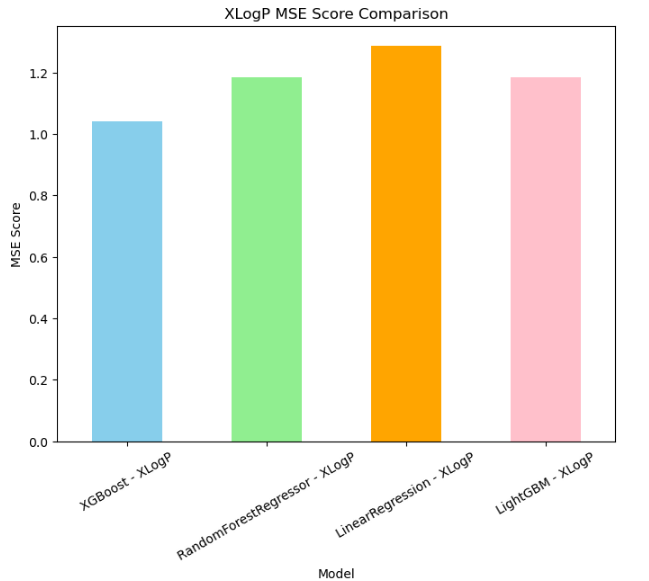 XLogP MSE Score Comparison
MSE Score
1.2
1.0
0.8
0.6
0.4
0.2
0.0
XGBoost - XLogP
RandomForestRegressor - XLogP
LinearRegression - XLogP
LightGBM - XLogP
Model